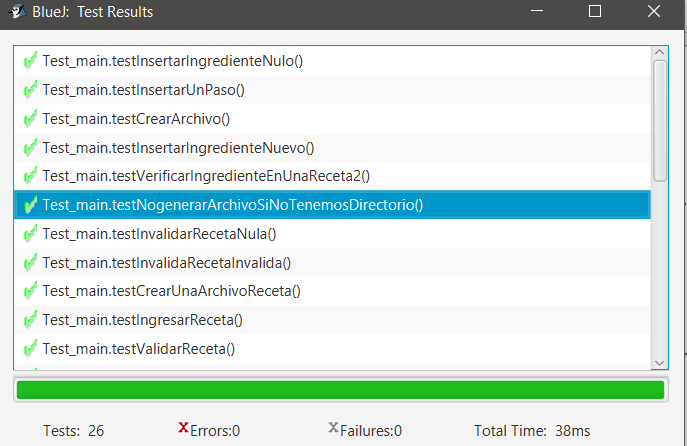 BlueJ: Test Results
Test_main.testInsertarIngredienteNulo()
Test_main.testInsertarUnPaso()
Test_main.testCrearArchivo()
Test_main.testInsertarIngredienteNuevo()
Test_main.testVerificarIngredienteEnUnaReceta2()
Test_main.testNogenerarArchivoSiNoTenemosDirectorio()
Test_main.testInvalidarRecetaNula()
Test_main.testInvalidaRecetaInvalida()
Test_main.testCrearUnaArchivoReceta()
Test_main.testIngresarReceta()
Test_main.testValidarReceta()
Tests: 26 Errors:0 Failures:0 Total Time: 38ms